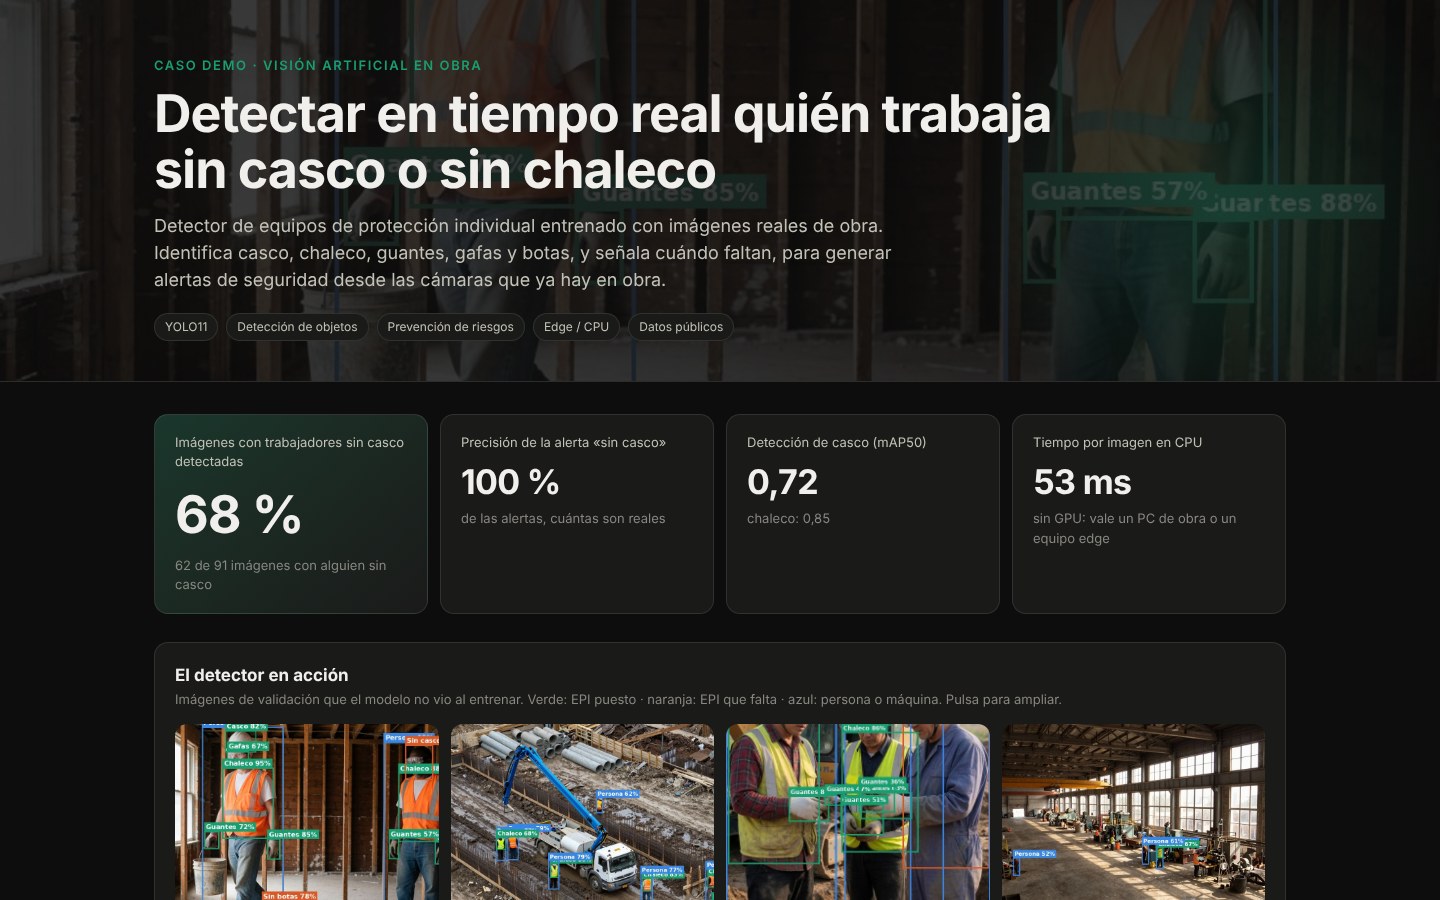 CASO DEMO · VISIÓN ARTIFICIAL EN OBRA
Detectar en tiempo real quién trabaja
sin casco o sin chaleco
Guantes 85%
Guantes 57%
Guantes 88%
Detector de equipos de protección individual entrenado con imágenes reales de obra.
Identifica casco, chaleco, guantes, gafas y botas, y señala cuándo faltan, para generar
alertas de seguridad desde las cámaras que ya hay en obra.
YOLO11
Detección de objetos
Prevención de riesgos
Edge / CPU
Datos públicos
Imágenes con trabajadores sin casco
detectadas
68 %
62 de 91 imágenes con alguien sin
casco
Precisión de la alerta «sin casco»
100 %
de las alertas, cuántas son reales
Detección de casco (mAP50)
0,72
chaleco: 0,85
Tiempo por imagen en CPU
53 ms
sin GPU: vale un PC de obra o un
equipo edge
El detector en acción
Imágenes de validación que el modelo no vio al entrenar. Verde: EPI puesto · naranja: EPI que falta · azul: persona o máquina. Pulsa para ampliar.
Casco 82%
Gafas 67%
Chaleco 95%
Guantes 72%
Guantes 85%
Sin botas 78%
Sin casco
Guantes 57%
Persona 62%
Chaleco 68%
Persona 79%
Persona 77%
Chaleco 86%
Guantes 36%
Guantes 53%
Persona 52%
Persona 61%
67%